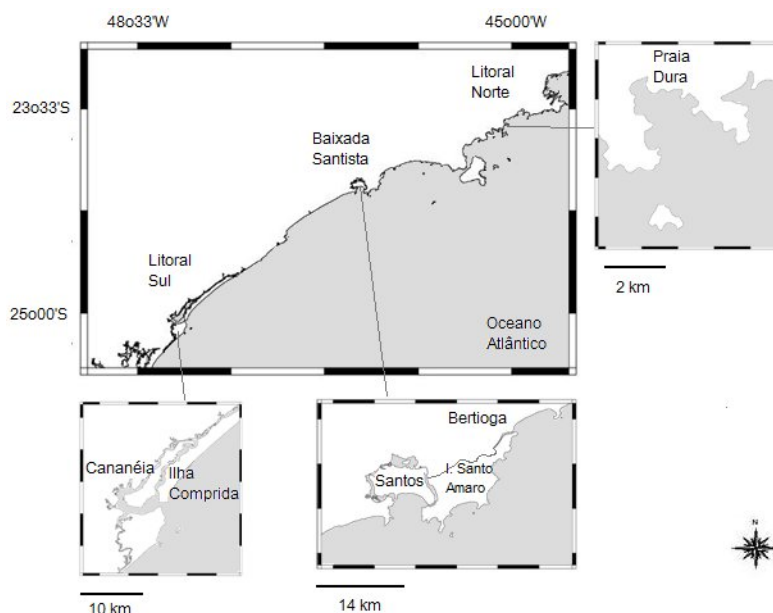 48o33'W
45o00'W
23o33'S
25o00'S
Litoral
Norte
Baixada
Santista
Litoral
Sul
Oceano
Atlântico
Praia
Dura
2 km
Cananéia
Ilha
Comprida
10 km
Bertioga
Santos
I. Santo
Amaro
14 km
N